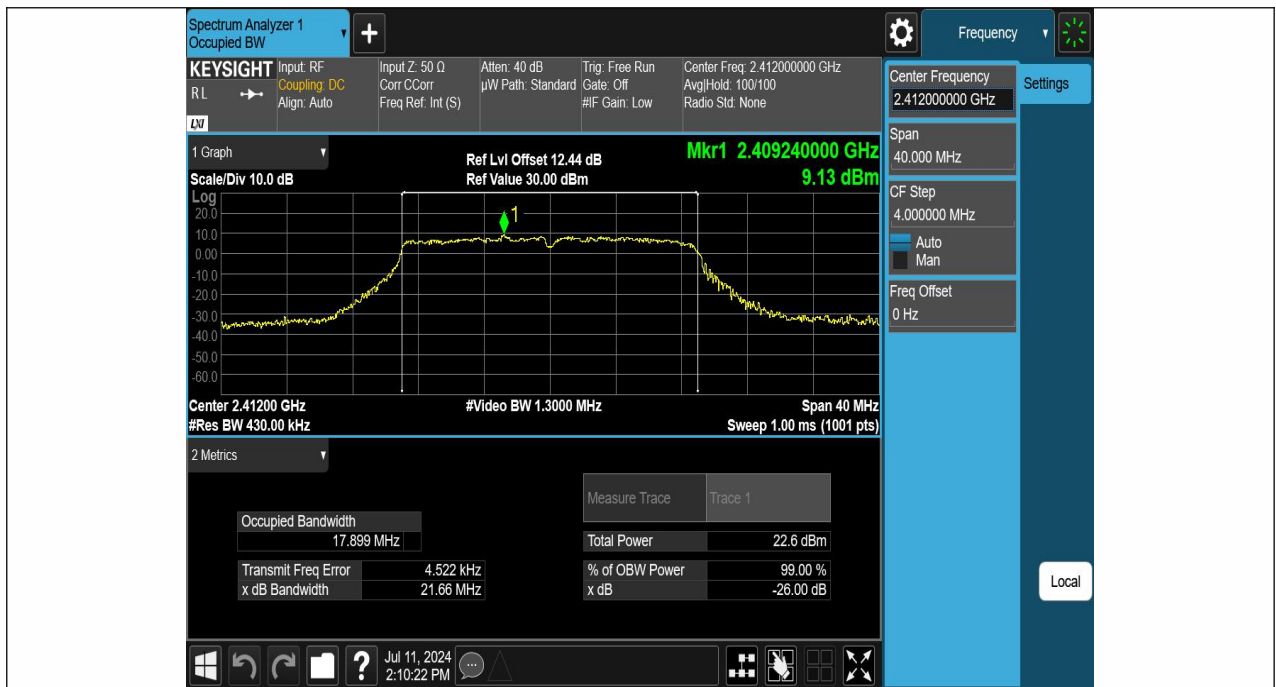 Spectrum Analyzer 1
Occupied BW
+
Frequency
KEYSIGHT
R L
LXI
Input: RF
Coupling: DC
Align: Auto
Input Z: 50 Ω
Corr CCorr
Freq Ref: Int (S)
Atten: 40 dB
µW Path: Standard
Trig: Free Run
Gate: Off
#IF Gain: Low
Center Freq: 2.412000000 GHz
Avg|Hold: 100/100
Radio Std: None
Center Frequency
2.412000000 GHz
Settings
Span
40.000 MHz
CF Step
4.000000 MHz
Auto
Man
Freq Offset
0 Hz
Local
1 Graph
Scale/Div 10.0 dB
Ref Lvl Offset 12.44 dB
Ref Value 30.00 dBm
Mkr1 2.409240000 GHz
9.13 dBm
Log
20.0
10.0
0.00
-10.0
-20.0
-30.0
-40.0
-50.0
-60.0
1
Center 2.41200 GHz
#Res BW 430.00 kHz
#Video BW 1.3000 MHz
Span 40 MHz
Sweep 1.00 ms (1001 pts)
2 Metrics
Measure Trace Trace 1
Occupied Bandwidth
17.899 MHz
Total Power 22.6 dBm
Transmit Freq Error 4.522 kHz
% of OBW Power 99.00 %
x dB Bandwidth 21.66 MHz
x dB -26.00 dB
?
Jul 11, 2024
2:10:22 PM